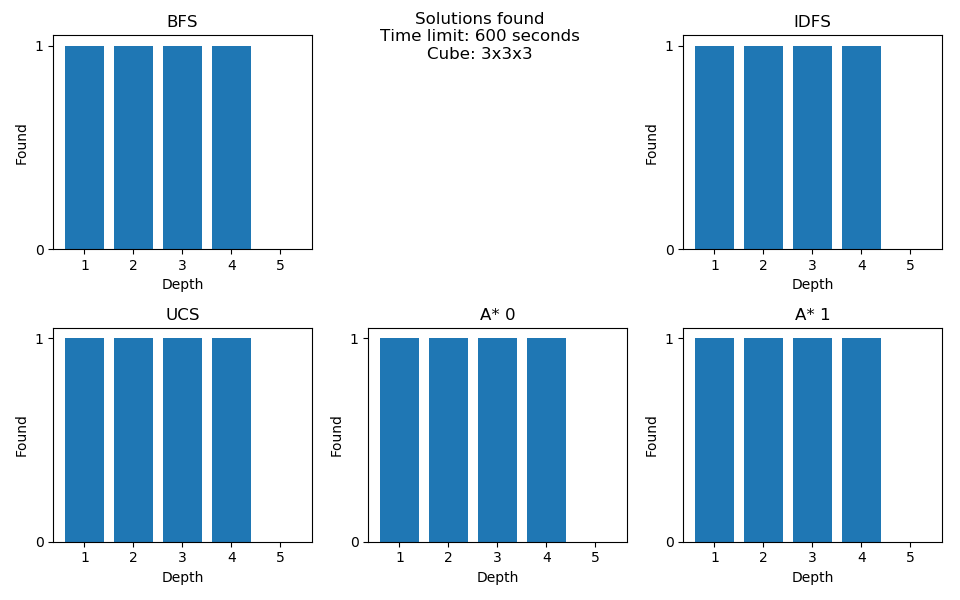 BFS
1
Found
0
1 2 3 4 5
Depth
Solutions found
Time limit: 600 seconds
Cube: 3x3x3
IDFS
1
Found
0
1 2 3 4 5
Depth
UCS
1
Found
0
1 2 3 4 5
Depth
A* 0
1
Found
0
1 2 3 4 5
Depth
A* 1
1
Found
0
1 2 3 4 5
Depth